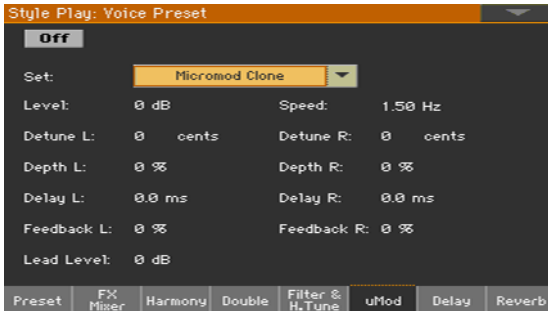 Style Play: Voice Preset
Off
Set: Micromod Clone
Level: 0 dB Speed: 1.50 Hz
Detune L: 0 cents Detune R: 0 cents
Depth L: 0 % Depth R: 0 %
Delay L: 0.0 ms Delay R: 0.0 ms
Feedback L: 0 % Feedback R: 0 %
Lead Level: 0 dB
Preset FX Mixer Harmony Double Filter & H.Tune uMod Delay Reverb